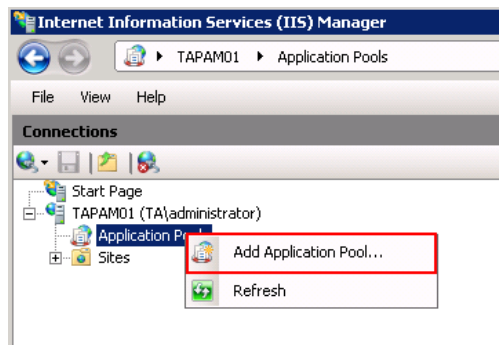 Internet Information Services (IIS) Manager
TAPAM01 Application Pools
File View Help
Connections
Start Page
TAPAM01 (TA\administrator)
Application
Add Application Pool...
Sites
Refresh